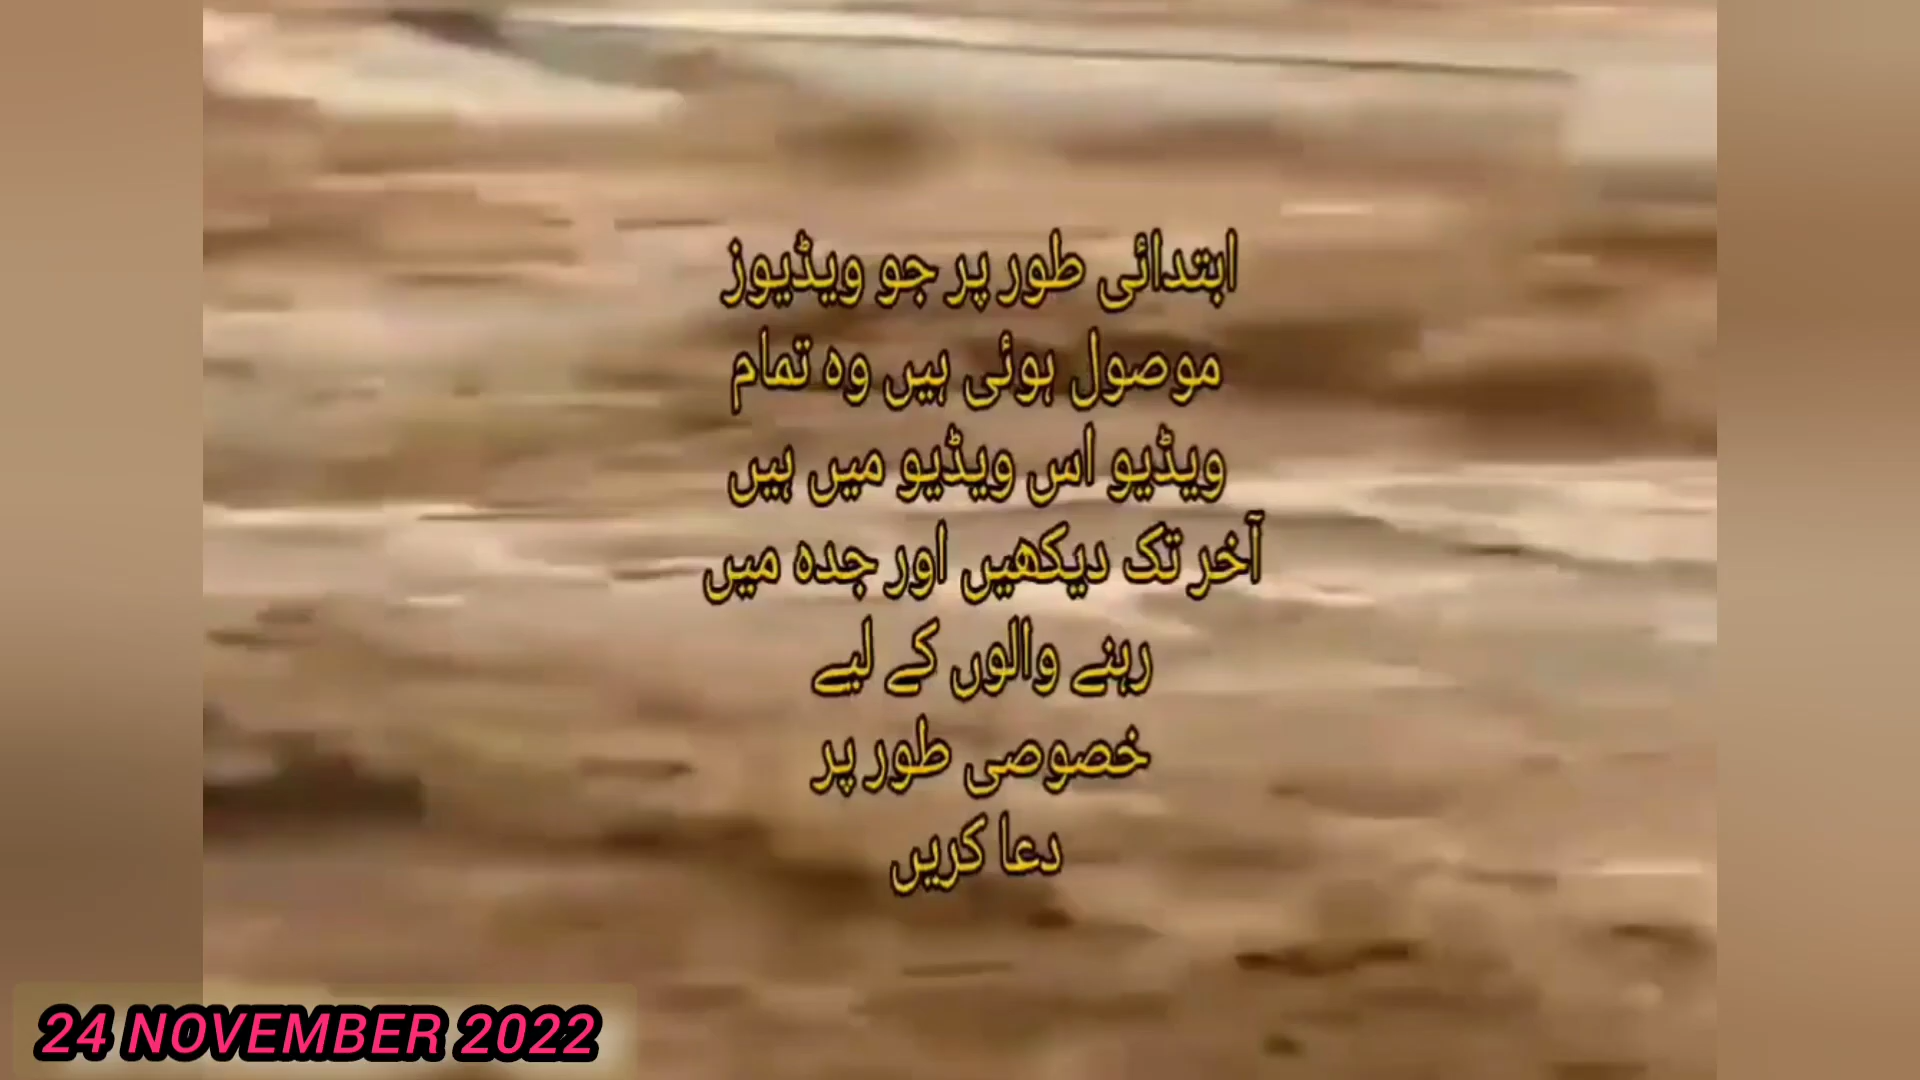 ابتدائی طور پر جو ویڈیوز
موصول ہوئی ہیں وہ تمام
ویڈیو اس ویڈیو میں ہیں
آخر تک دیکھیں اور جدہ میں
رہنے والوں کے لیے
خصوصی طور پر
دعا کریں
24 NOVEMBER 2022